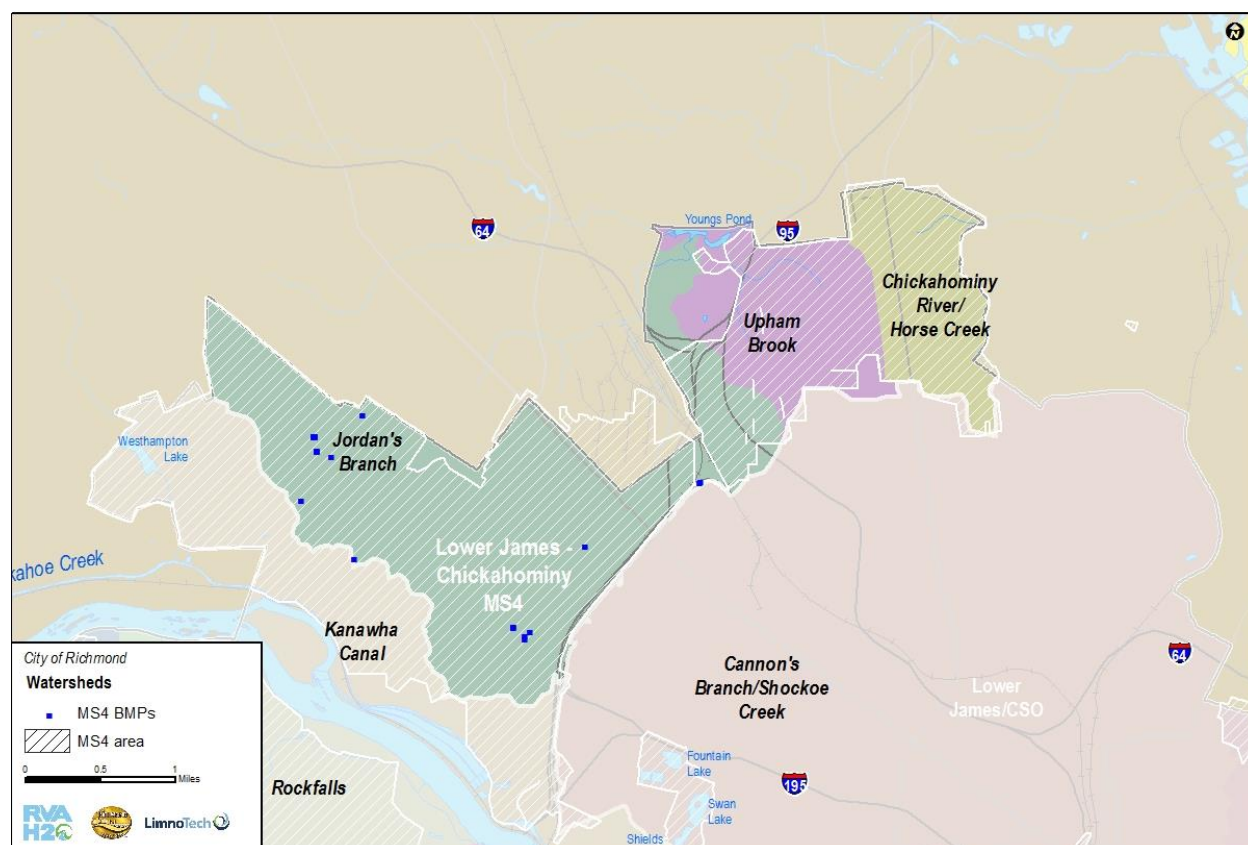 N
Youngs Pond
64
95
Chickahominy
River/
Horse Creek
Upham
Brook
Westhampton
Lake
Jordan's
Branch
Lower James -
Chickahominy
MS4
kahoe Creek
Kanawha
Canal
64
Cannon's
Branch/Shockoe
Creek
Lower
James/CSO
Fountain
Lake
195
Swan
Lake
Shields
Rockfalls
City of Richmond
Watersheds
MS4 BMPs
MS4 area
0 0.5 1
Miles
RVA
H2O
LimnoTech